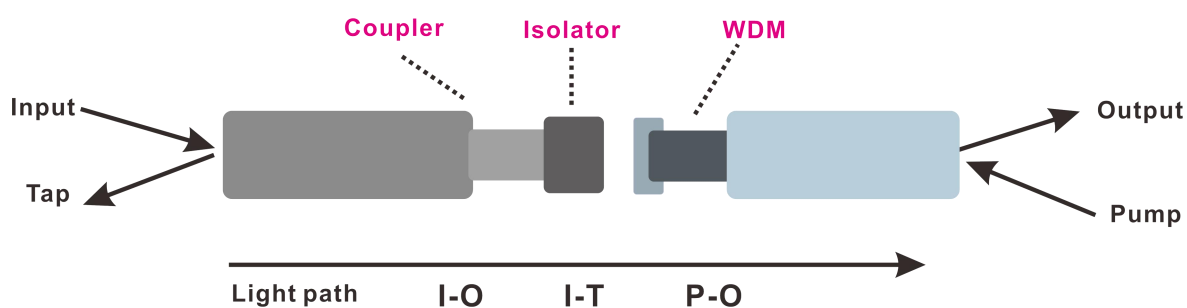 Coupler
Isolator
WDM
Input
Output
Tap
Pump
Light path
I-O
I-T
P-O